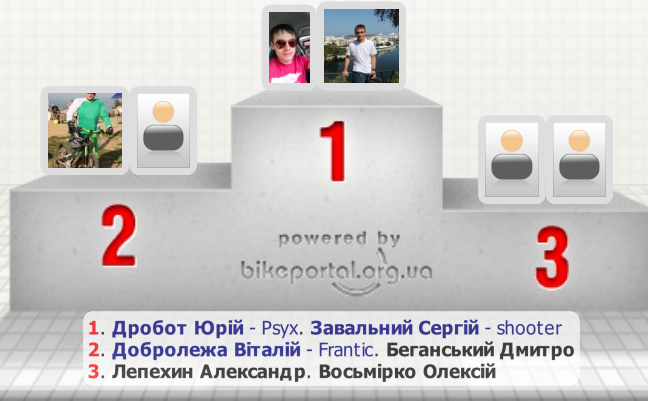 1
2
3
powered by
bikeportal.org.ua
1. Дробот Юрій - Psyx. Завальний Сергій - shooter
2. Добролежа Віталій - Frantic. Беганський Дмитро
3. Лепехин Александр. Восьмірко Олексій